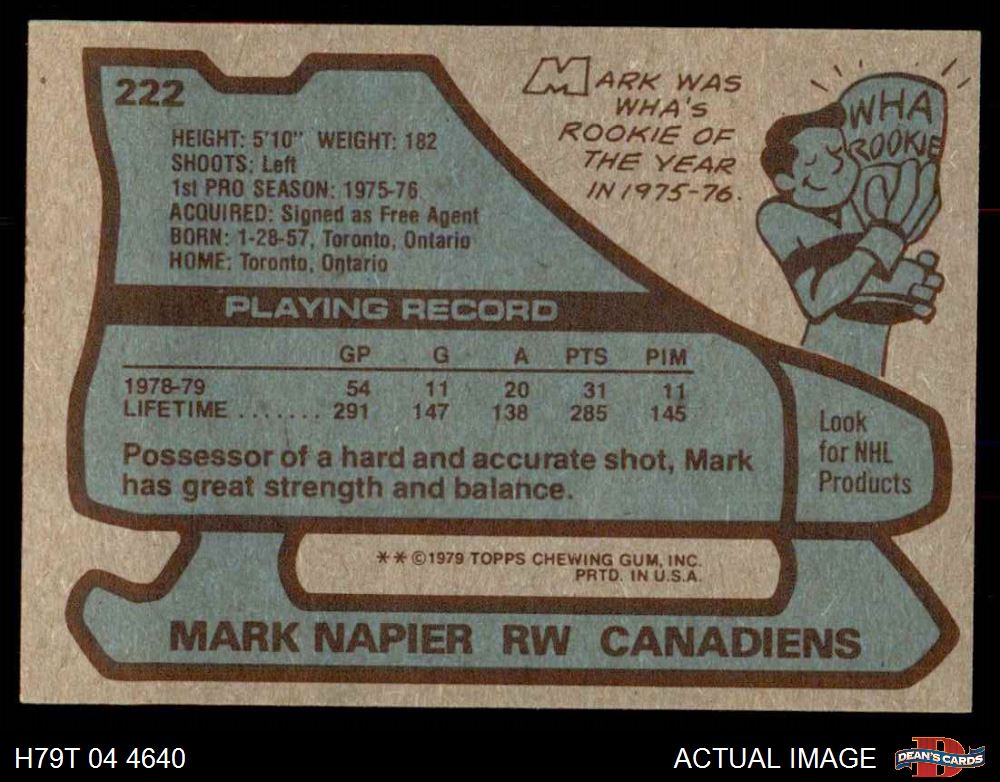 222
HEIGHT: 5'10" WEIGHT: 182
SHOOTS: Left
1st PRO SEASON: 1975-76
ACQUIRED: Signed as Free Agent
BORN: 1-28-57, Toronto, Ontario
HOME: Toronto, Ontario
MARK WAS
WHA'S
ROOKIE OF
THE YEAR
IN 1975-76.
WHA
ROOKIE
PLAYING RECORD
GP G A PTS PIM
1978-79 54 11 20 31 11
LIFETIME ....... 291 147 138 285 145
Possessor of a hard and accurate shot, Mark
has great strength and balance.
Look
for NHL
Products
** ©1979 TOPPS CHEWING GUM, INC.
PRTD. IN U.S.A.
MARK NAPIER RW CANADIENS
H79T 04 4640
ACTUAL IMAGE
D
DEAN'S CARDS